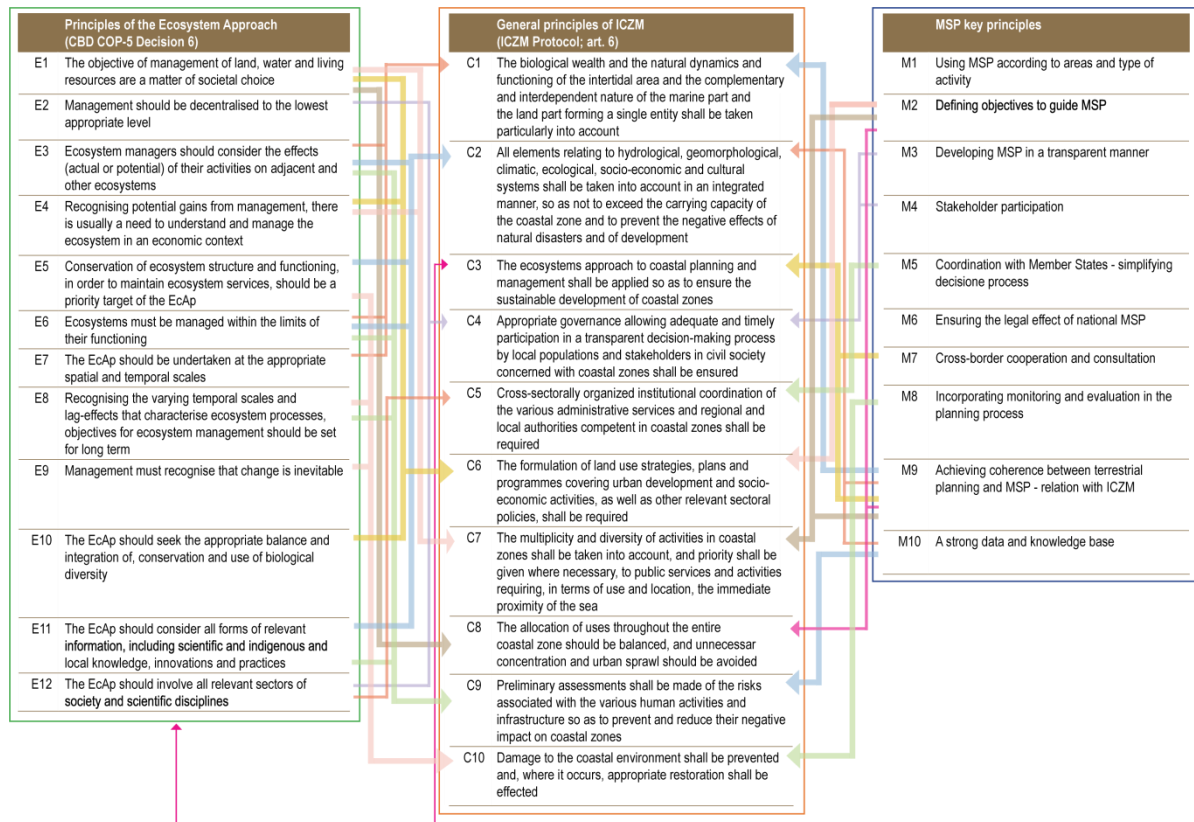 Principles of the Ecosystem Approach
(CBD COP-5 Decision 6)
E1 The objective of management of land, water and living
resources are a matter of societal choice
E2 Management should be decentralised to the lowest
appropriate level
E3 Ecosystem managers should consider the effects
(actual or potential) of their activities on adjacent and
other ecosystems
E4 Recognising potential gains from management, there
is usually a need to understand and manage the
ecosystem in an economic context
E5 Conservation of ecosystem structure and functioning,
in order to maintain ecosystem services, should be a
priority target of the EcAp
E6 Ecosystems must be managed within the limits of
their functioning
E7 The EcAp should be undertaken at the appropriate
spatial and temporal scales
E8 Recognising the varying temporal scales and
lag-effects that characterise ecosystem processes,
objectives for ecosystem management should be set
for long term
E9 Management must recognise that change is inevitable
E10 The EcAp should seek the appropriate balance and
integration of, conservation and use of biological
diversity
E11 The EcAp should consider all forms of relevant
information, including scientific and indigenous and
local knowledge, innovations and practices
E12 The EcAp should involve all relevant sectors of
society and scientific disciplines
General principles of ICZM
(ICZM Protocol; art. 6)
C1 The biological wealth and the natural dynamics and
functioning of the intertidal area and the complementary
and interdependent nature of the marine part and
the land part forming a single entity shall be taken
particularly into account
C2 All elements relating to hydrological, geomorphological,
climatic, ecological, socio-economic and cultural
systems shall be taken into account in an integrated
manner, so as not to exceed the carrying capacity of
the coastal zone and to prevent the negative effects of
natural disasters and of development
C3 The ecosystems approach to coastal planning and
management shall be applied so as to ensure the
sustainable development of coastal zones
C4 Appropriate governance allowing adequate and timely
participation in a transparent decision-making process
by local populations and stakeholders in civil society
concerned with coastal zones shall be ensured
C5 Cross-sectorally organized institutional coordination of
the various administrative services and regional and
local authorities competent in coastal zones shall be
required
C6 The formulation of land use strategies, plans and
programmes covering urban development and socio-
economic activities, as well as other relevant sectoral
policies, shall be required
C7 The multiplicity and diversity of activities in coastal
zones shall be taken into account, and priority shall be
given where necessary, to public services and activities
requiring, in terms of use and location, the immediate
proximity of the sea
C8 The allocation of uses throughout the entire
coastal zone should be balanced, and unnecessar
concentration and urban sprawl should be avoided
C9 Preliminary assessments shall be made of the risks
associated with the various human activities and
infrastructure so as to prevent and reduce their negative
impact on coastal zones
C10 Damage to the coastal environment shall be prevented
and, where it occurs, appropriate restoration shall be
effected
MSP key principles
M1 Using MSP according to areas and type of
activity
M2 Defining objectives to guide MSP
M3 Developing MSP in a transparent manner
M4 Stakeholder participation
M5 Coordination with Member States - simplifying
decisione process
M6 Ensuring the legal effect of national MSP
M7 Cross-border cooperation and consultation
M8 Incorporating monitoring and evaluation in the
planning process
M9 Achieving coherence between terrestrial
planning and MSP - relation with ICZM
M10 A strong data and knowledge base